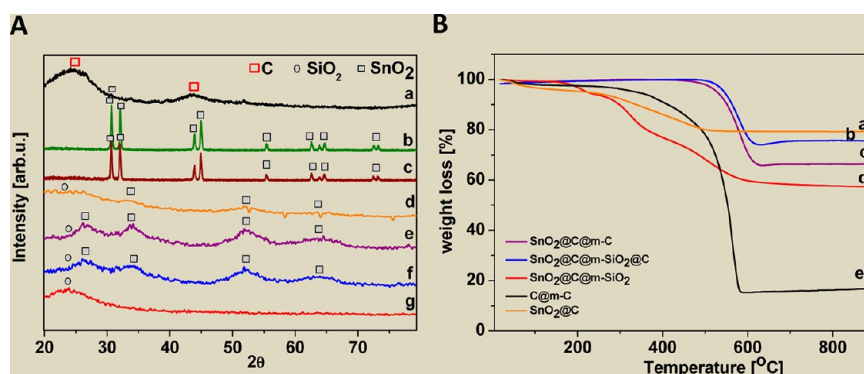 A
B
C SiO2 SnO2
a
b
c
d
e
f
g
Intensity [arb.u.]
20 30 40 50 60 70
2θ
100
80
60
40
20
0
weight loss [%]
a
b
c
d
e
SnO2@C@m-C
SnO2@C@m-SiO2@C
SnO2@C@m-SiO2
C@m-C
SnO2@C
200 400 600 800
Temperature [°C]